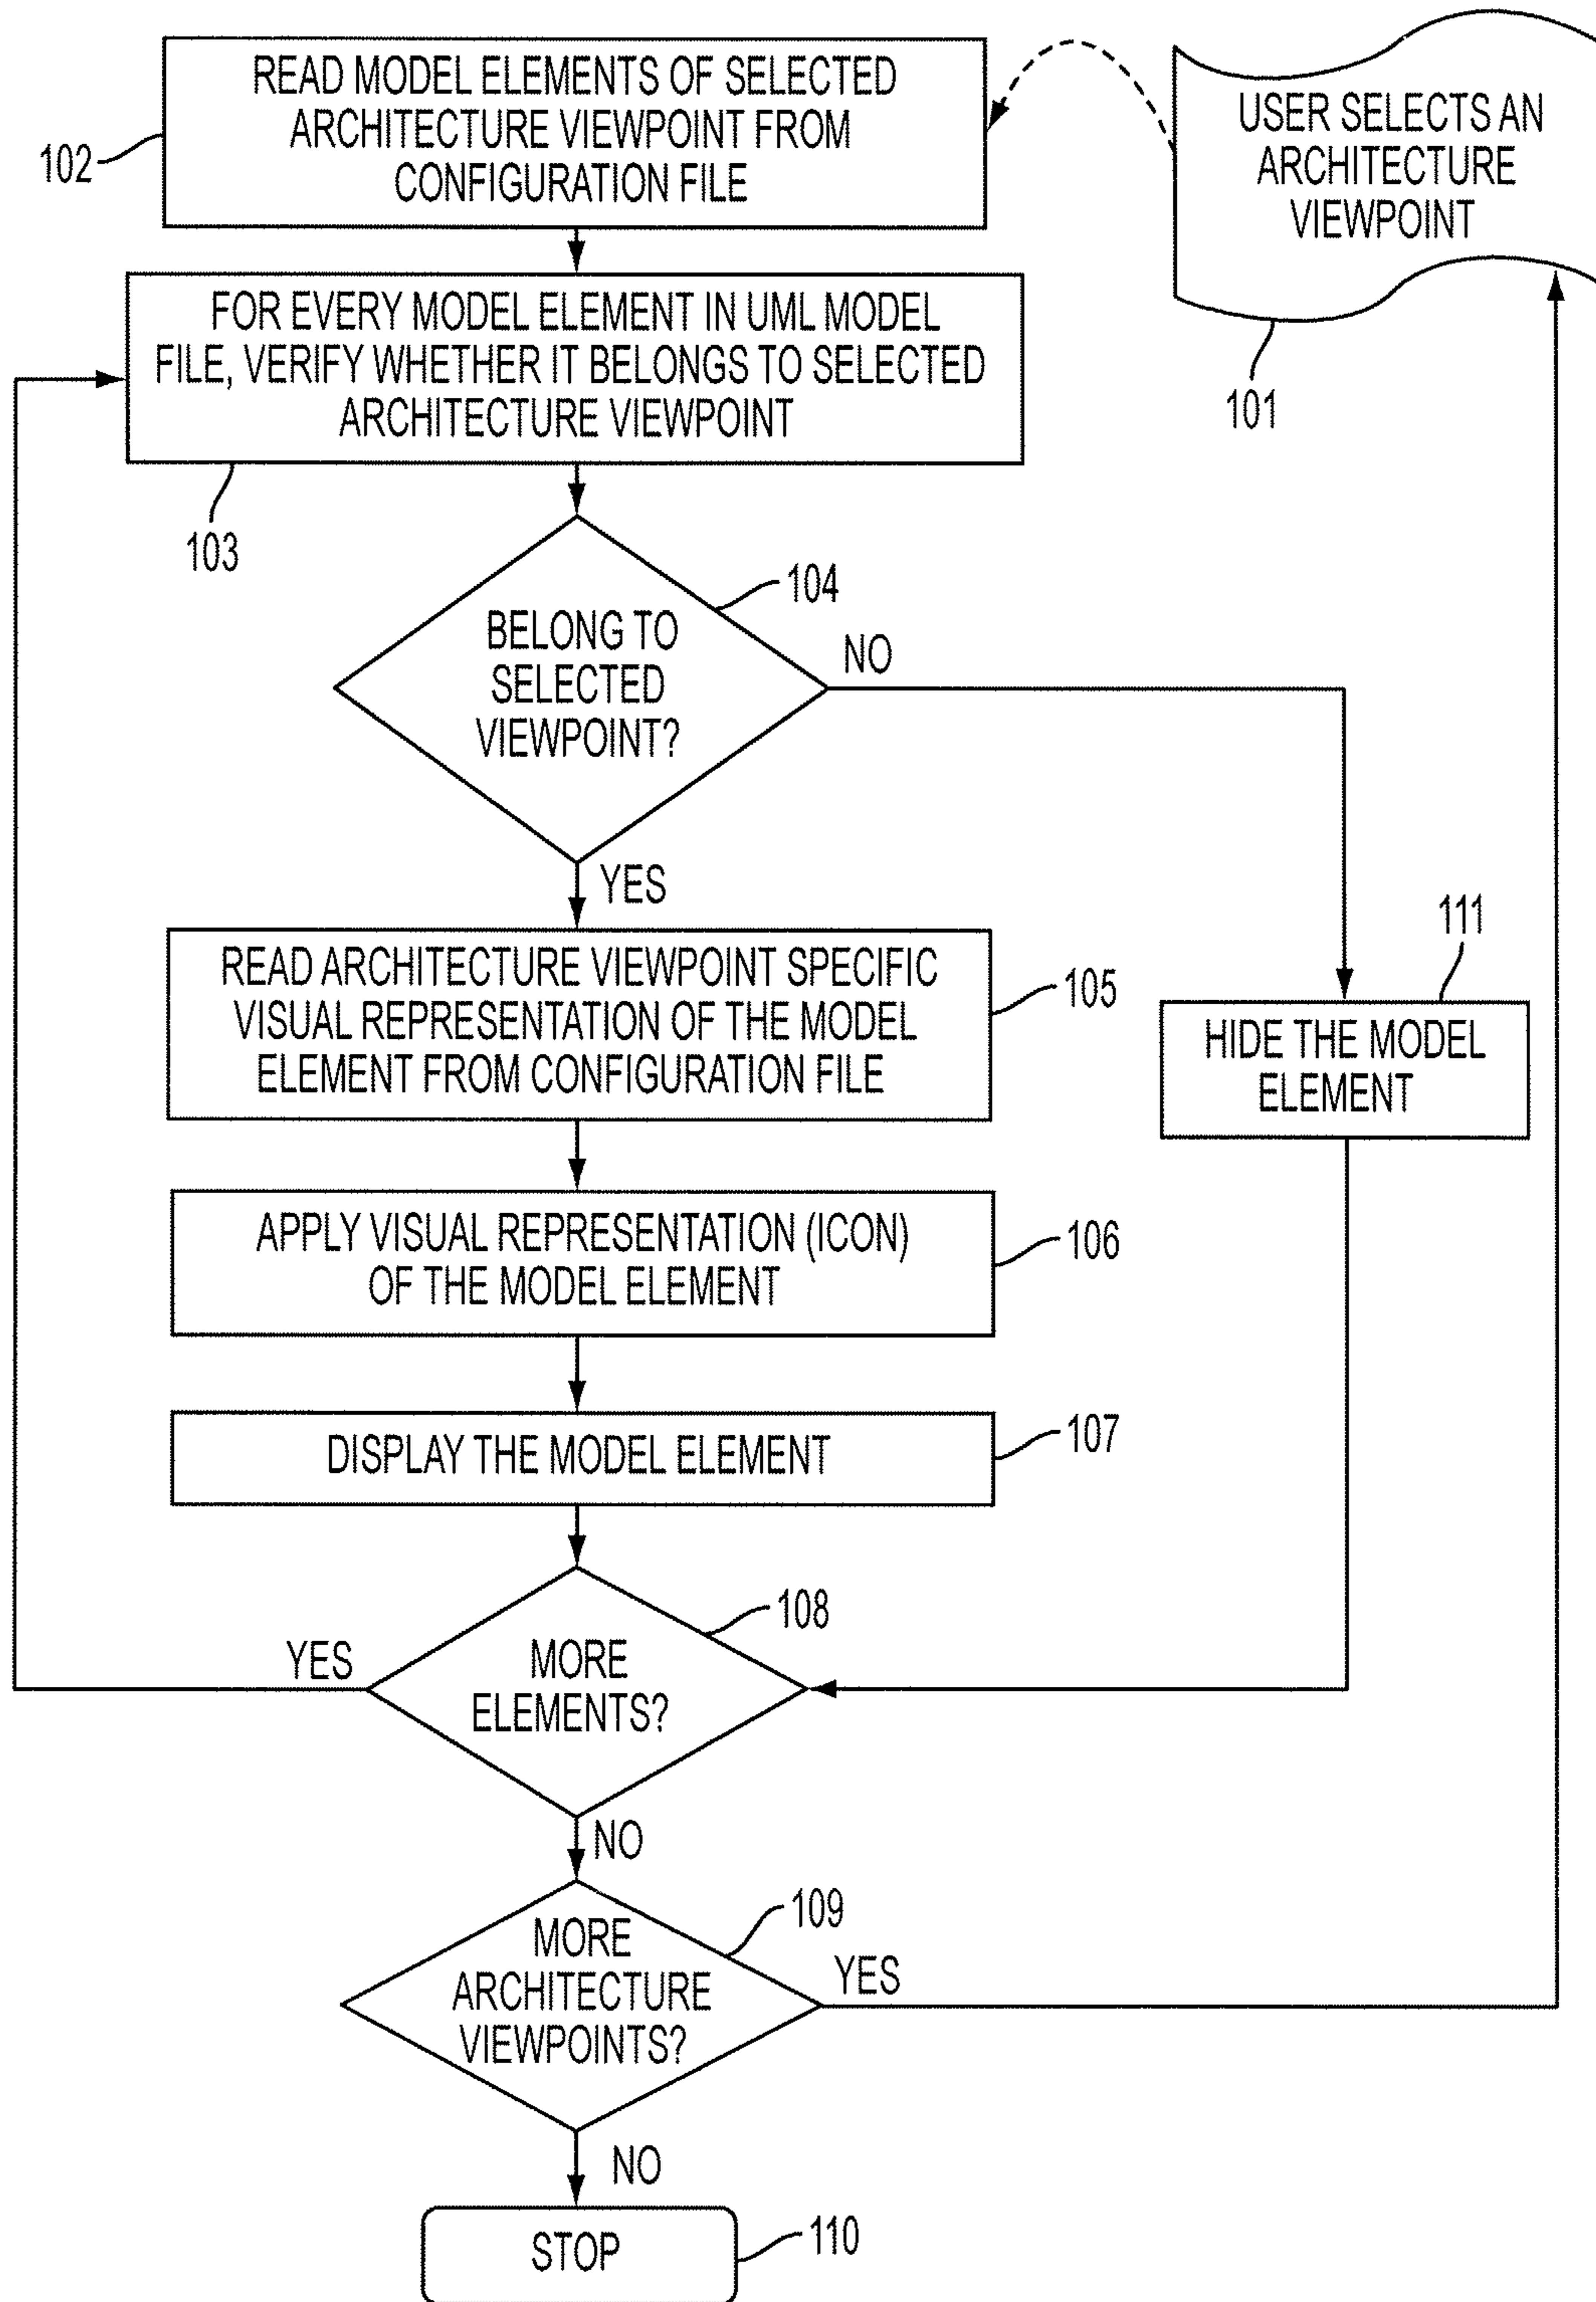 READ MODEL ELEMENTS OF SELECTED
ARCHITECTURE VIEWPOINT FROM
CONFIGURATION FILE
102
USER SELECTS AN
ARCHITECTURE
VIEWPOINT
101
FOR EVERY MODEL ELEMENT IN UML MODEL
FILE, VERIFY WHETHER IT BELONGS TO SELECTED
ARCHITECTURE VIEWPOINT
103
BELONG TO
SELECTED
VIEWPOINT?
104
NO
YES
READ ARCHITECTURE VIEWPOINT SPECIFIC
VISUAL REPRESENTATION OF THE MODEL
ELEMENT FROM CONFIGURATION FILE
105
111
HIDE THE MODEL
ELEMENT
APPLY VISUAL REPRESENTATION (ICON)
OF THE MODEL ELEMENT
106
DISPLAY THE MODEL ELEMENT
107
MORE
ELEMENTS?
108
YES
NO
MORE
ARCHITECTURE
VIEWPOINTS?
109
YES
NO
STOP
110